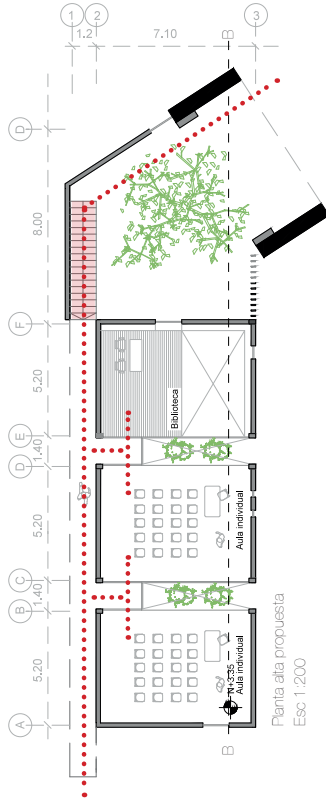 1
2
3
1.2
7.10
B
D
8.00
F
5.20
E
1.40
D
5.20
C
1.40
B
5.20
A
Biblioteca
Aula individual
Aula individual
N+3.35
B
Planta alta propuesta
Esc 1:200